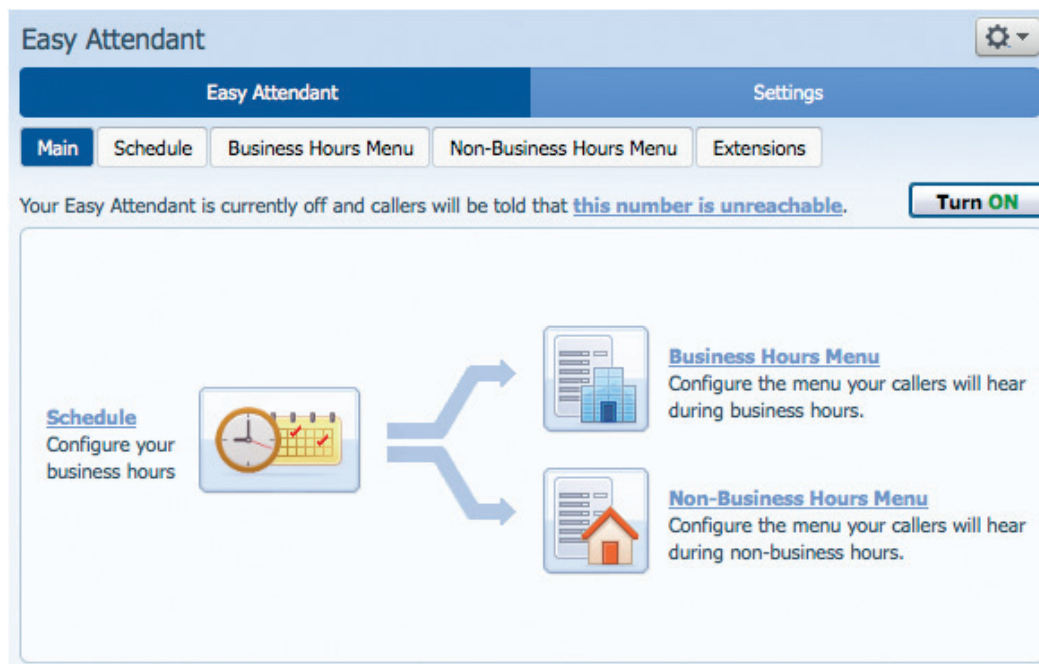 Easy Attendant
Easy Attendant
Settings
Main
Schedule
Business Hours Menu
Non-Business Hours Menu
Extensions
Your Easy Attendant is currently off and callers will be told that this number is unreachable.
Turn ON
Schedule
Configure your
business hours
Business Hours Menu
Configure the menu your callers will hear
during business hours.
Non-Business Hours Menu
Configure the menu your callers will hear
during non-business hours.